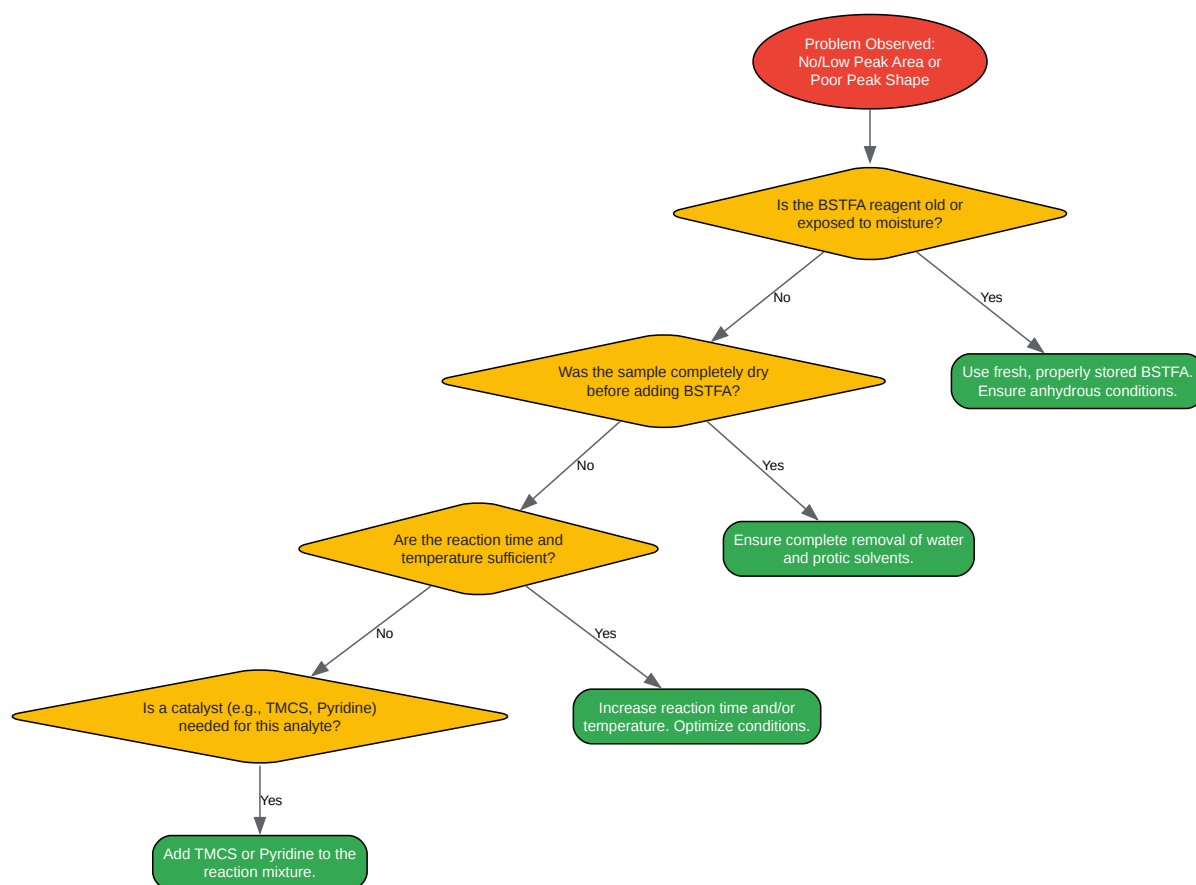 Problem Observed:
No/Low Peak Area or
Poor Peak Shape
Is the BSTFA reagent old or
exposed to moisture?
No
Yes
Was the sample completely dry
before adding BSTFA?
Use fresh, properly stored BSTFA.
Ensure anhydrous conditions.
No
Yes
Are the reaction time and
temperature sufficient?
Ensure complete removal of water
and protic solvents.
No
Yes
Is a catalyst (e.g., TMCS, Pyridine)
needed for this analyte?
Increase reaction time and/or
temperature. Optimize conditions.
Yes
Add TMCS or Pyridine to the
reaction mixture.